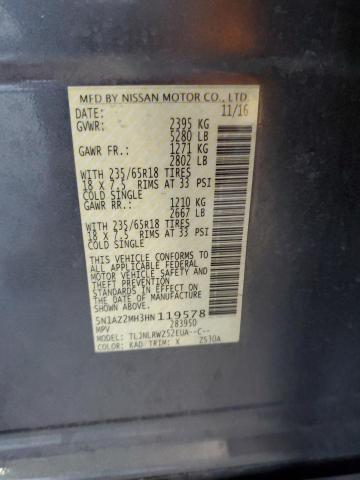 MFD BY NISSAN MOTOR CO., LTD
DATE: 11/16
GVWR: 2395 KG
5280 LB
GAWR FR.: 1271 KG
2802 LB
WITH 235/65R18 TIRES
18 X 7.5 RIMS AT 33 PSI
COLD SINGLE
GAWR RR.: 1210 KG
2667 LB
WITH 235/65R18 TIRES
18 X 7.5 RIMS AT 33 PSI
COLD SINGLE
THIS VEHICLE CONFORMS TO ALL
APPLICABLE FEDERAL MOTOR
VEHICLE SAFETY
STANDARDS IN EFFECT ON
THE DATE OF MANUFACTURE
SHOWN ABOVE.
5N1AZ2MH3HN119578
MPV 283950
MODEL: TLJNLRWZ52EUA--C--
COLOR: KAD TRIM: X Z510A